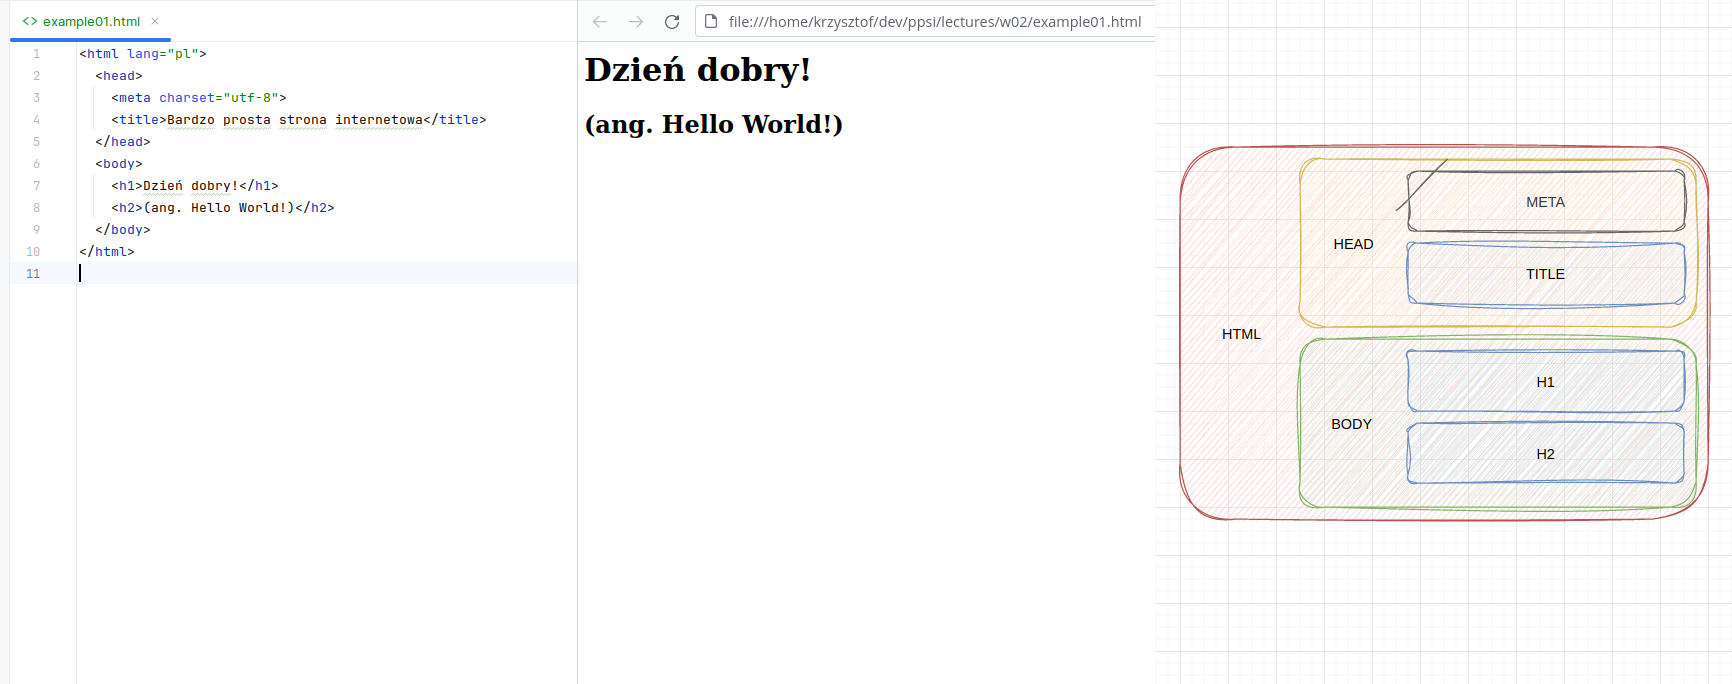 <> example01.html ×
1 <html lang="pl">
2 <head>
3 <meta charset="utf-8">
4 <title>Bardzo prosta strona internetowa</title>
5 </head>
6 <body>
7 <h1>Dzień dobry!</h1>
8 <h2>(ang. Hello World!)</h2>
9 </body>
10 </html>
11
file:///home/krzysztof/dev/ppsi/lectures/w02/example01.html
Dzień dobry!
(ang. Hello World!)
META
HEAD
TITLE
HTML
H1
BODY
H2